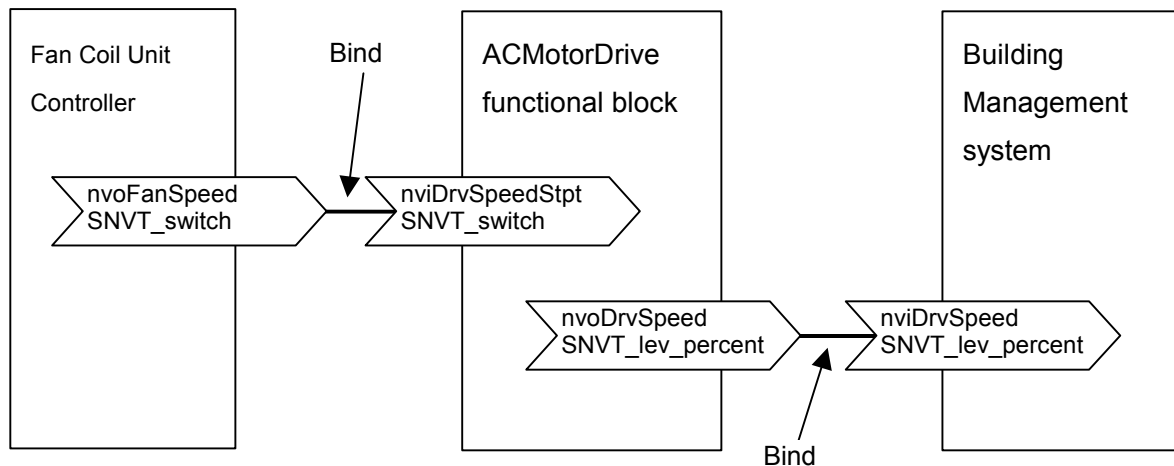 Fan Coil Unit
Controller
Bind
ACMotorDrive
functional block
Building
Management
system
nvoFanSpeed
SNVT_switch
nviDrvSpeedStpt
SNVT_switch
nvoDrvSpeed
SNVT_lev_percent
nviDrvSpeed
SNVT_lev_percent
Bind